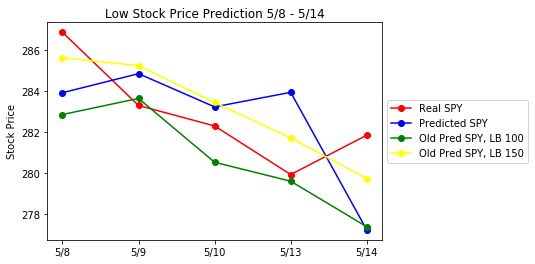 Low Stock Price Prediction 5/8 - 5/14
Stock Price
286
284
282
280
278
5/8
5/9
5/10
5/13
5/14
Real SPY
Predicted SPY
Old Pred SPY, LB 100
Old Pred SPY, LB 150